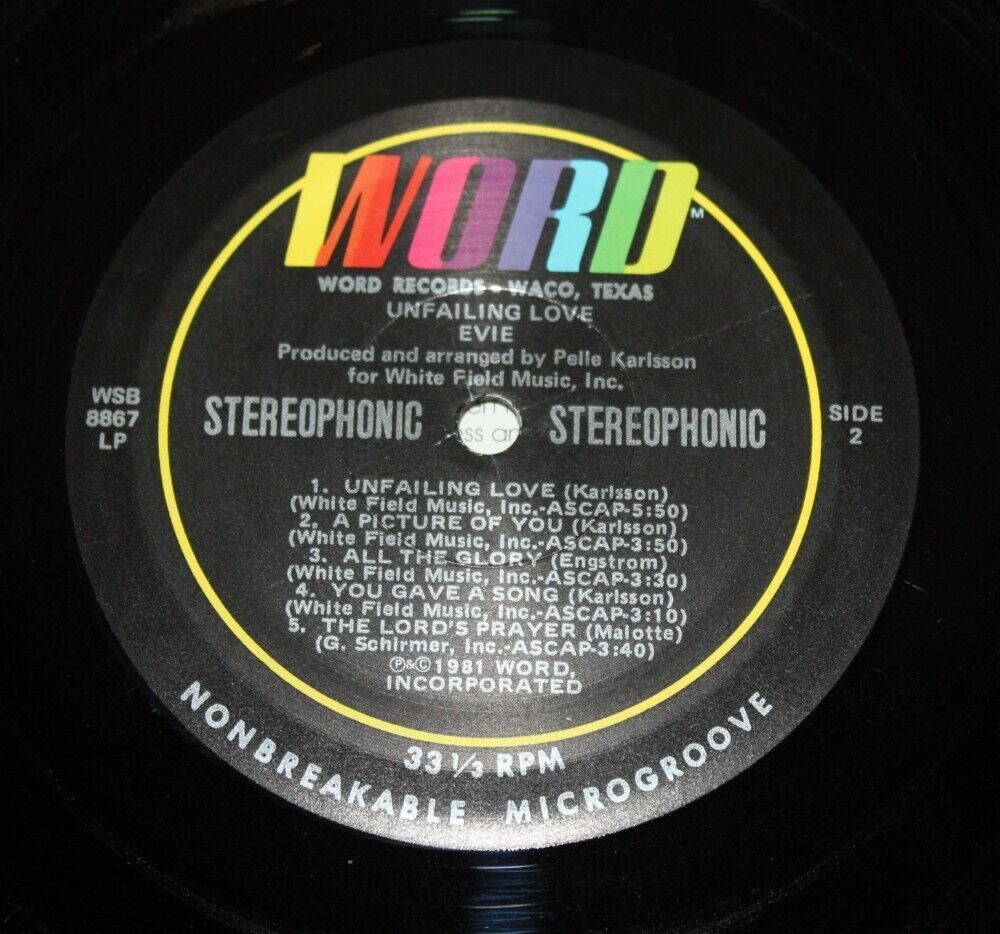 WORD™
WORD RECORDS • WACO, TEXAS
UNFAILING LOVE
EVIE
Produced and arranged by Pelle Karlsson
for White Field Music, Inc.
WSB
8867
LP
STEREOPHONIC
STEREOPHONIC
SIDE
2
ess an
1. UNFAILING LOVE (Karlsson)
(White Field Music, Inc.-ASCAP-5:50)
2. A PICTURE OF YOU (Karlsson)
(White Field Music, Inc.-ASCAP-3:50)
3. ALL THE GLORY (Engstrom)
(White Field Music, Inc.-ASCAP-3:30)
4. YOU GAVE A SONG (Karlsson)
(White Field Music, Inc.-ASCAP-3:10)
5. THE LORD'S PRAYER (Malotte)
(G. Schirmer, Inc.-ASCAP-3:40)
℗&© 1981 WORD,
INCORPORATED
33 1/3 RPM
NONBREAKABLE MICROGROOVE